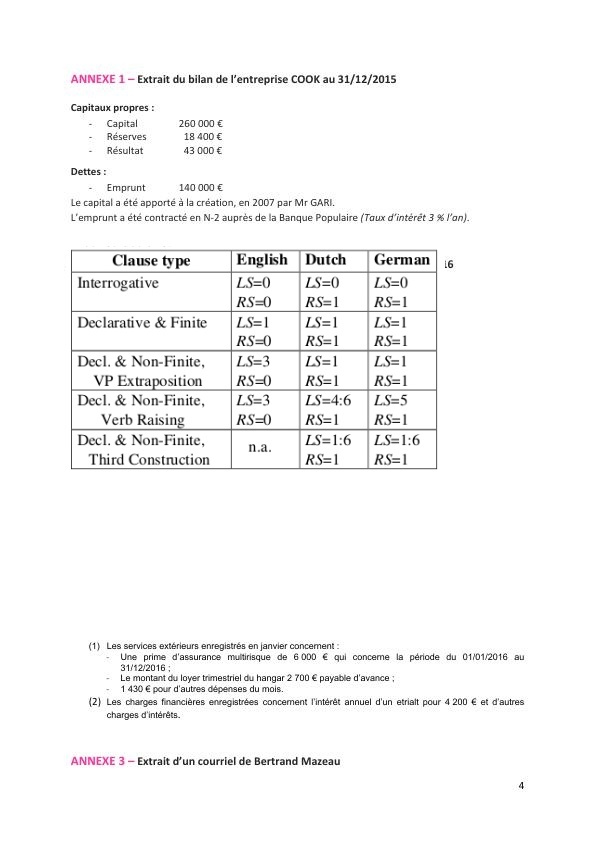 ANNEXE 1 – Extrait du bilan de l'entreprise COOK au 31/12/2015
Capitaux propres :
- Capital 260 000 €
- Réserves 18 400 €
- Résultat 43 000 €
Dettes :
- Emprunt 140 000 €
Le capital a été apporté à la création, en 2007 par Mr GARI.
L'emprunt a été contracté en N-2 auprès de la Banque Populaire (Taux d'intérêt 3 % l'an).
Clause type English Dutch German
Interrogative LS=0 LS=0 LS=0
RS=0 RS=1 RS=1
Declarative & Finite LS=1 LS=1 LS=1
RS=0 RS=1 RS=1
Decl. & Non-Finite, LS=3 LS=1 LS=1
VP Extraposition RS=0 RS=1 RS=1
Decl. & Non-Finite, LS=3 LS=4:6 LS=5
Verb Raising RS=0 RS=1 RS=1
Decl. & Non-Finite, n.a. LS=1:6 LS=1:6
Third Construction RS=1 RS=1
(1) Les services extérieurs enregistrés en janvier concernent :
- Une prime d'assurance multirisque de 6 000 € qui concerne la période du 01/01/2016 au
31/12/2016 ;
- Le montant du loyer trimestriel du hangar 2 700 € payable d'avance ;
- 1 430 € pour d'autres dépenses du mois.
(2) Les charges financières enregistrées concernent l'intérêt annuel d'un etrialt pour 4 200 € et d'autres
charges d'intérêts.
ANNEXE 3 – Extrait d'un courriel de Bertrand Mazeau
4